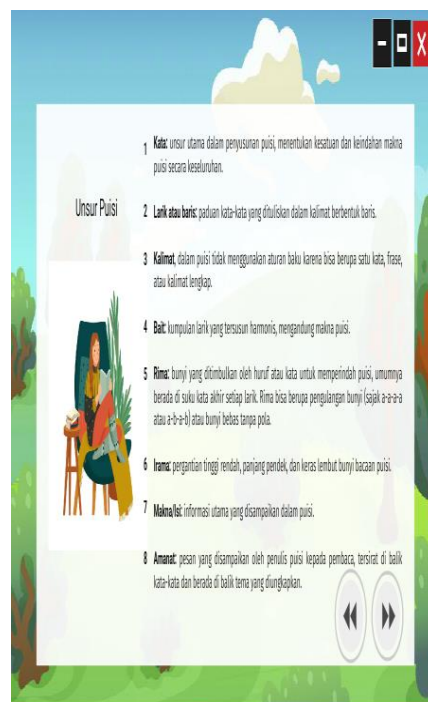 Unsur Puisi
1 Kata: unsur utama dalam penyusunan puisi, menentukan kesatuan dan keindahan makna
puisi secara keseluruhan.
2 Larik atau baris: paduan kata-kata yang dituliskan dalam kalimat berbentuk baris.
3 Kalimat, dalam puisi tidak menggunakan aturan baku karena bisa berupa satu kata, frase,
atau kalimat lengkap.
4 Bait: kumpulan larik yang tersusun harmonis, mengandung makna puisi.
5 Rima: bunyi yang ditimbulkan oleh huruf atau kata untuk memperindah puisi, umumnya
berada di suku kata akhir setiap larik. Rima bisa berupa pengulangan bunyi (sajak a-a-a-a
atau a-b-a-b) atau bunyi bebas tanpa pola.
6 Irama: pergantian tinggi rendah, panjang pendek, dan keras lembut bunyi bacaan puisi.
7 Makna/Isi: informasi utama yang disampaikan dalam puisi.
8 Amanat: pesan yang disampaikan oleh penulis puisi kepada pembaca, tersirat di balik
kata-kata dan berada di balik tema yang diungkapkan.